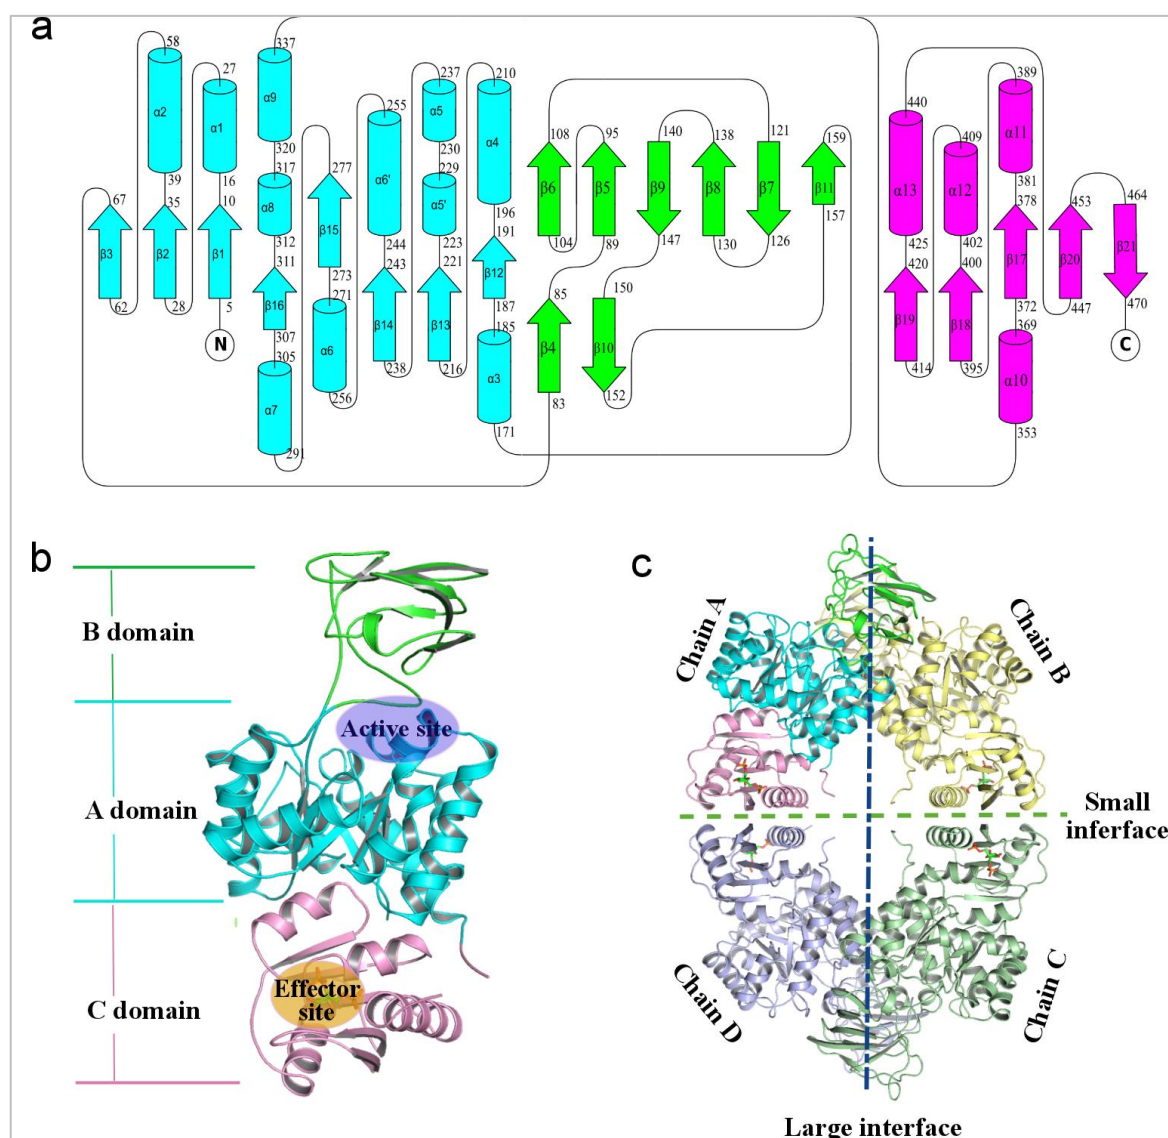 a
58 337
27 237 210 389
α2 α9 255 α5 α4 440 α11
α1 108 95 140 138 121 159 409
320 230
277 317 α6' 229 β6 β5 β9 β8 β7 β11 α13 α12 381
67 39 35 16 10 α8 α5' 196 157 378 453 464
312 β15 244 223 191 104 89 147 130 126 425 402
β3 β2 β1 311 273 243 221 β12 420 400 β17 β20 β21
62 28 5 β16 271 187 85 150 372 447 470
307 β14 β13 185 β4 β10 β19 β18 369
N 305 α6 α3 α10 C
α7 256 238 216 83 152 414 395
291 171 353
b
c
B domain
Chain A
Chain B
Active site
A domain
Small
inferface
Effector
site
C domain
Chain D
Chain C
Large interface